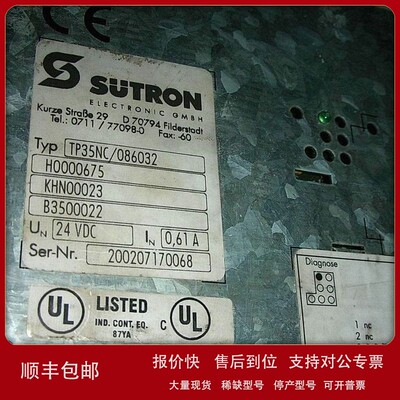 CE
SÜTRON
ELECTRONIC GMBH
Kurze Straße 29 D 70794 Filderstadt
Tel.: 0711/77098-0 Fax: -60
Typ TP35NC/086032
H0000675
KHN00023
B3500022
UN 24 VDC IN 0,61A
Ser-Nr. 200207170068
Diagnose
1 nc
2 nc
UL LISTED C UL
IND. CONT. EQ.
87YA
顺丰包邮
报价快 售后到位 支持对公专票
大量现货 稀缺型号 停产型号 可开普票